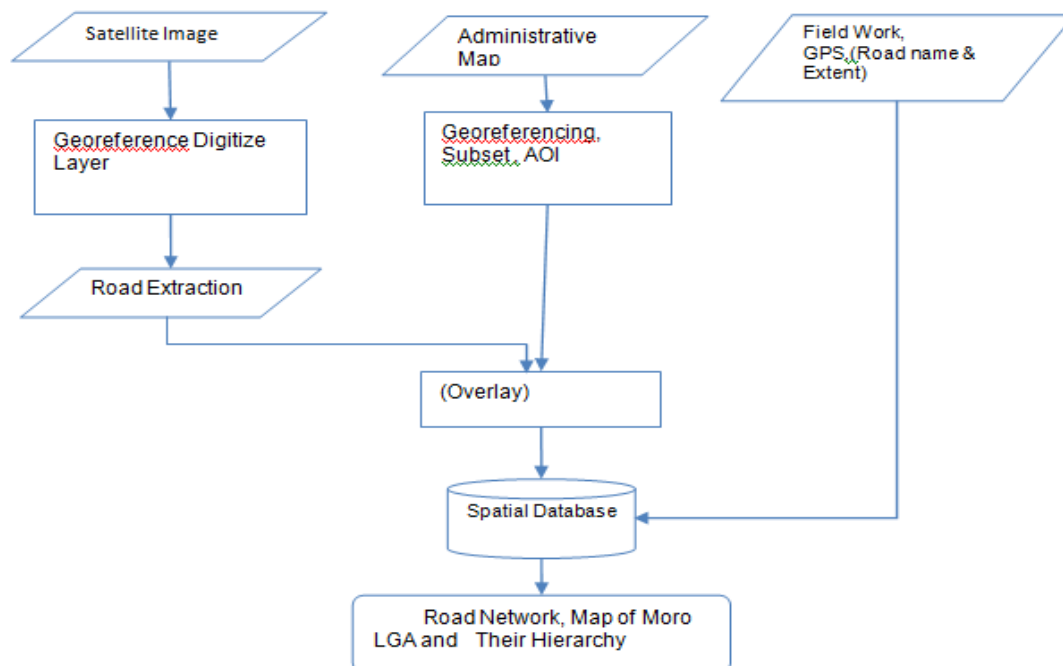 Satellite Image
Administrative
Map
Field Work,
GPS,(Road name &
Extent)
Georeference Digitize
Layer
Georeferencing,
Subset, AOI
Road Extraction
(Overlay)
Spatial Database
Road Network, Map of Moro
LGA and Their Hierarchy